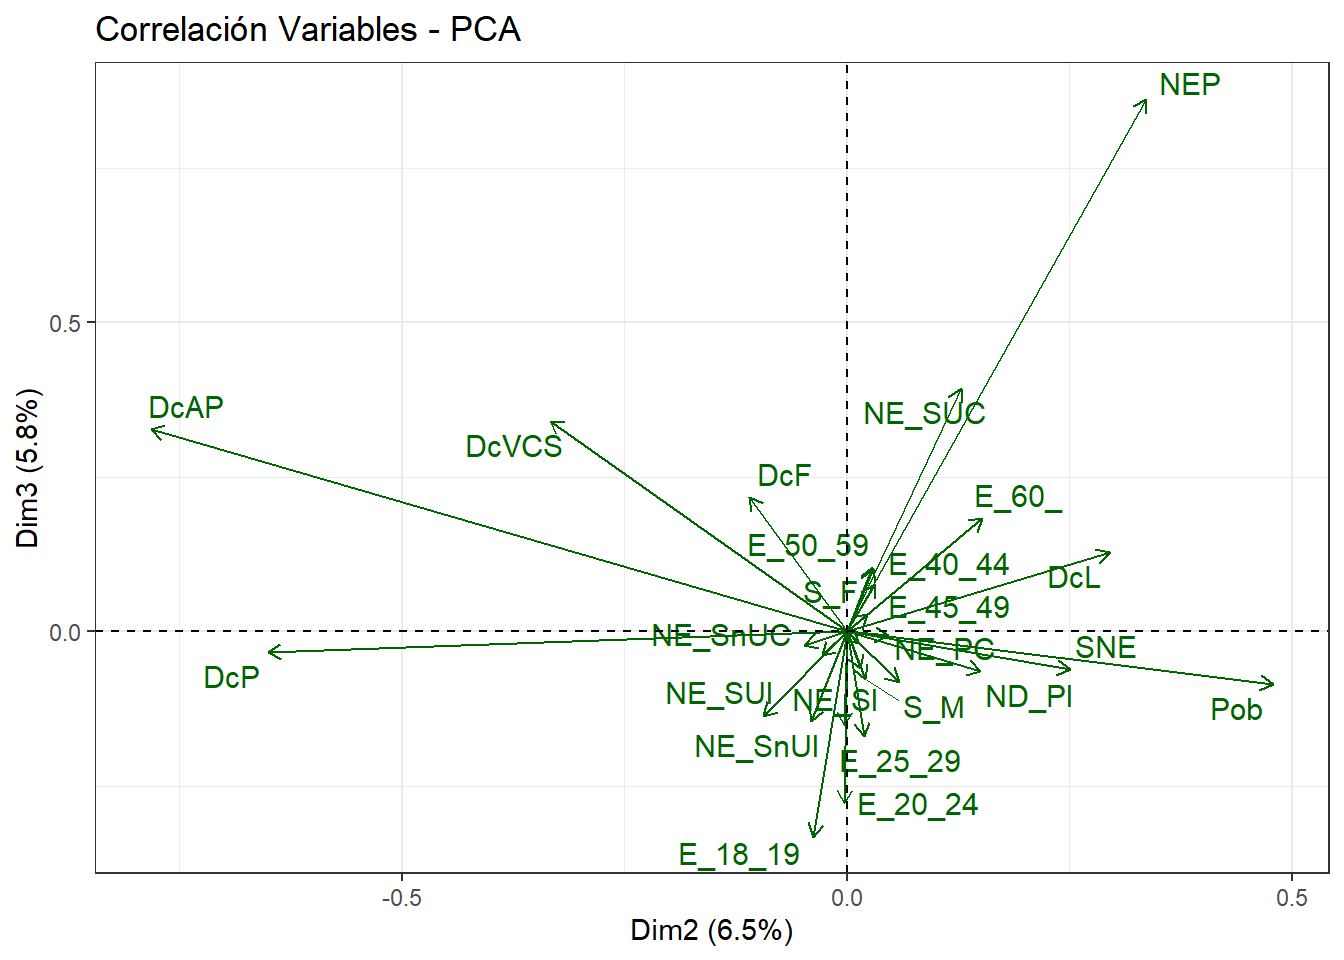 Correlación Variables - PCA
NEP
0.5
DcAP
NE_SUC
DcVCS
DcF
E_60_
E_50_59
E_40_44
DcL
S_F
E_45_49
0.0
NE_SnUC
NE_PC
SNE
DcP
NE_SUI
NE_SI
S_M
ND_PI
Pob
NE_SnUI
E_25_29
E_20_24
E_18_19
-0.5
0.0
0.5
Dim2 (6.5%)
Dim3 (5.8%)